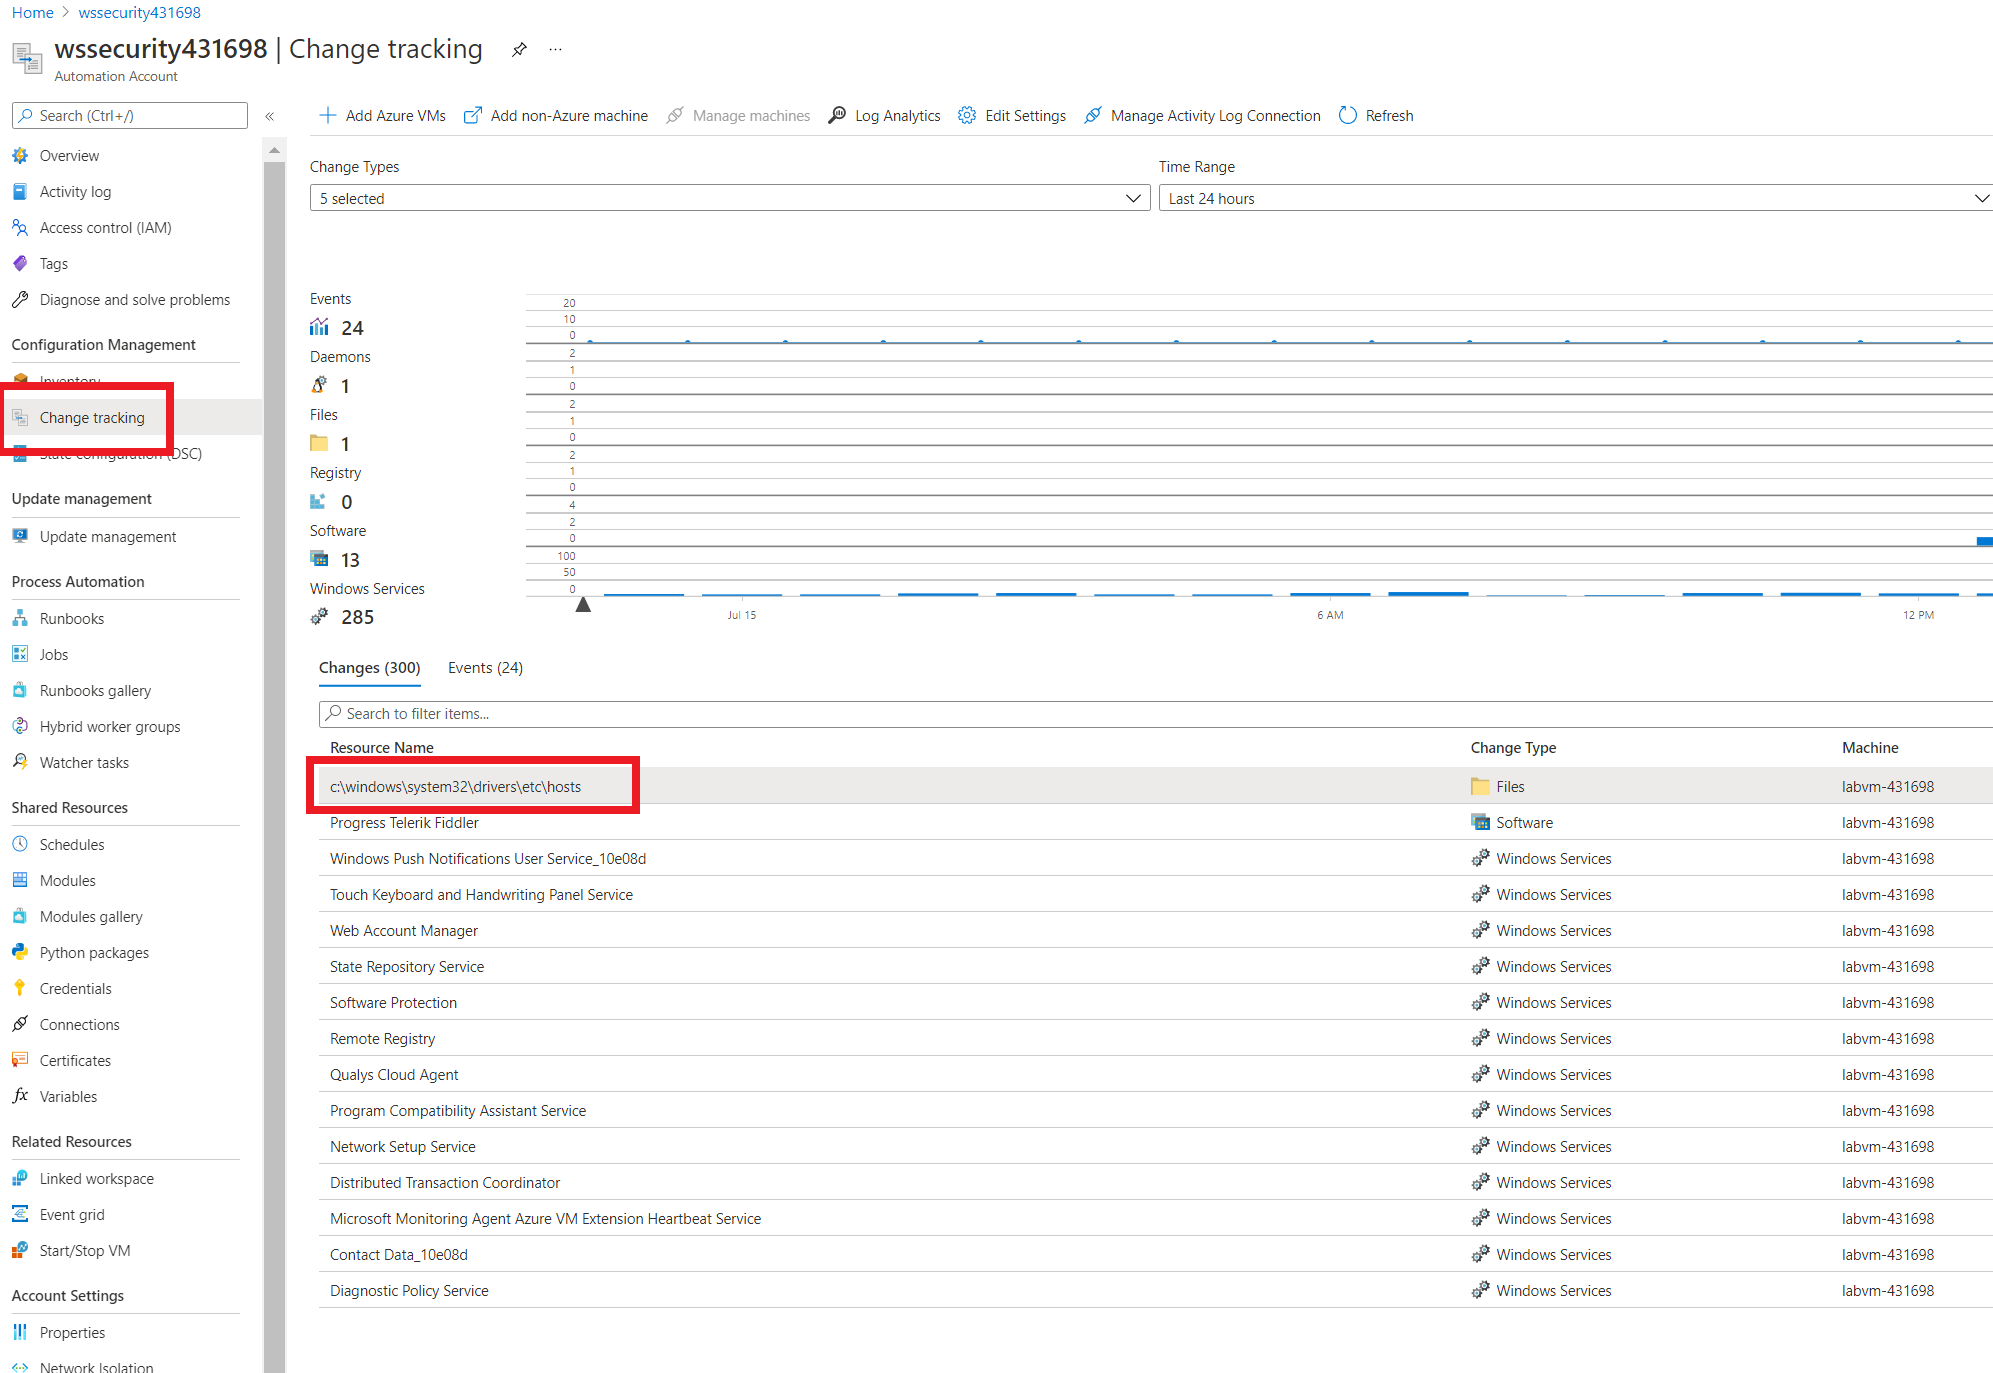 Home > wssecurity431698
wssecurity431698 | Change tracking ...
Automation Account
Search (Ctrl+/) «
Overview
Activity log
Access control (IAM)
Tags
Diagnose and solve problems
Configuration Management
Inventory
Change tracking
State configuration (DSC)
Update management
Update management
Process Automation
Runbooks
Jobs
Runbooks gallery
Hybrid worker groups
Watcher tasks
Shared Resources
Schedules
Modules
Modules gallery
Python packages
Credentials
Connections
Certificates
Variables
Related Resources
Linked workspace
Event grid
Start/Stop VM
Account Settings
Properties
Network Isolation
Add Azure VMs Add non-Azure machine Manage machines Log Analytics Edit Settings Manage Activity Log Connection Refresh
Change Types Time Range
5 selected Last 24 hours
Events
24
Daemons
1
Files
1
Registry
0
Software
13
Windows Services
285
20
10
0
2
1
0
2
1
0
2
1
0
4
2
0
100
50
0
Jul 15 6 AM 12 PM
Changes (300) Events (24)
Search to filter items...
Resource Name Change Type Machine
c:\windows\system32\drivers\etc\hosts Files labvm-431698
Progress Telerik Fiddler Software labvm-431698
Windows Push Notifications User Service_10e08d Windows Services labvm-431698
Touch Keyboard and Handwriting Panel Service Windows Services labvm-431698
Web Account Manager Windows Services labvm-431698
State Repository Service Windows Services labvm-431698
Software Protection Windows Services labvm-431698
Remote Registry Windows Services labvm-431698
Qualys Cloud Agent Windows Services labvm-431698
Program Compatibility Assistant Service Windows Services labvm-431698
Network Setup Service Windows Services labvm-431698
Distributed Transaction Coordinator Windows Services labvm-431698
Microsoft Monitoring Agent Azure VM Extension Heartbeat Service Windows Services labvm-431698
Contact Data_10e08d Windows Services labvm-431698
Diagnostic Policy Service Windows Services labvm-431698